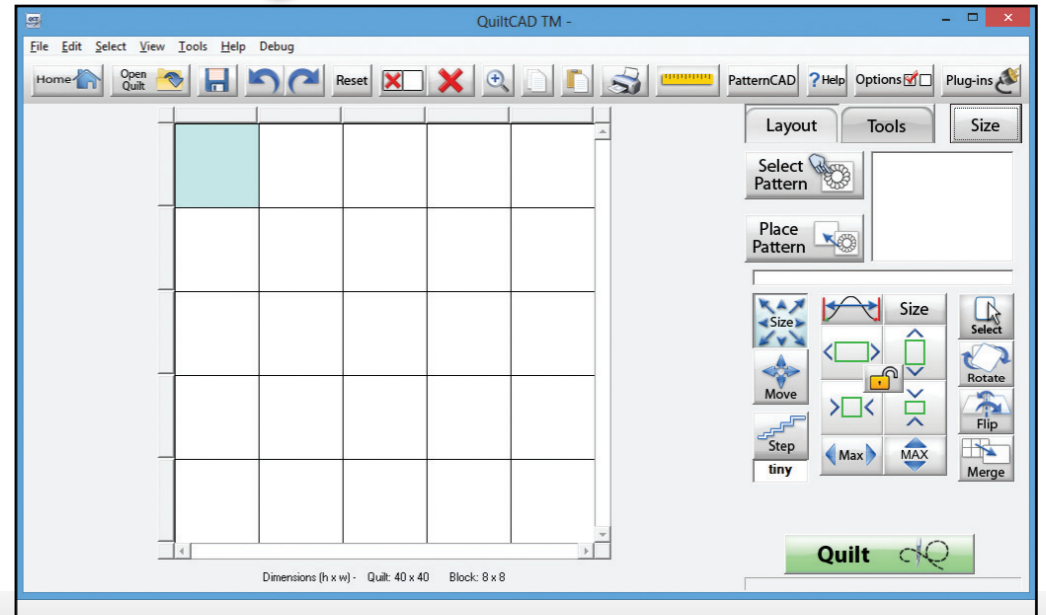 QuiltCAD TM -
File Edit Select View Tools Help Debug
Home Open Quilt Reset PatternCAD ? Help Options Plug-ins
Layout Tools Size
Select Pattern
Place Pattern
Size Size Select
Move Rotate
Flip
Step Max MAX Merge
tiny
Quilt
Dimensions (h x w) - Quilt: 40 x 40 Block: 8 x 8